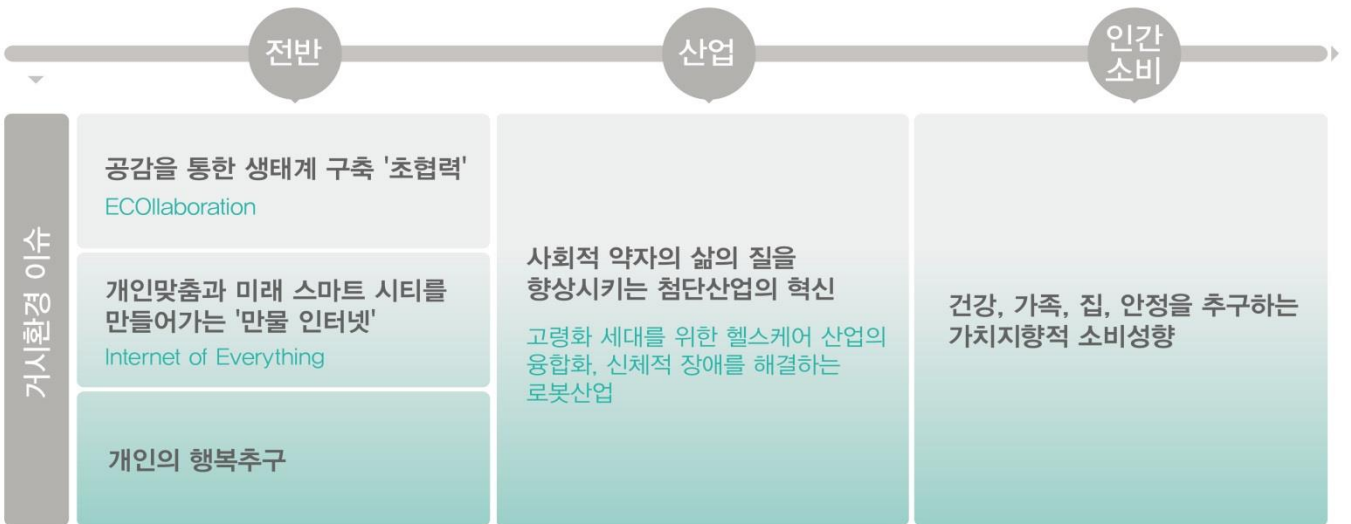 전반
산업
인간
소비
거시환경 이슈
공감을 통한 생태계 구축 '초협력'
ECOllaboration
개인맞춤과 미래 스마트 시티를
만들어가는 '만물 인터넷'
Internet of Everything
개인의 행복추구
사회적 약자의 삶의 질을
향상시키는 첨단산업의 혁신
고령화 세대를 위한 헬스케어 산업의
융합화, 신체적 장애를 해결하는
로봇산업
건강, 가족, 집, 안정을 추구하는
가치지향적 소비성향